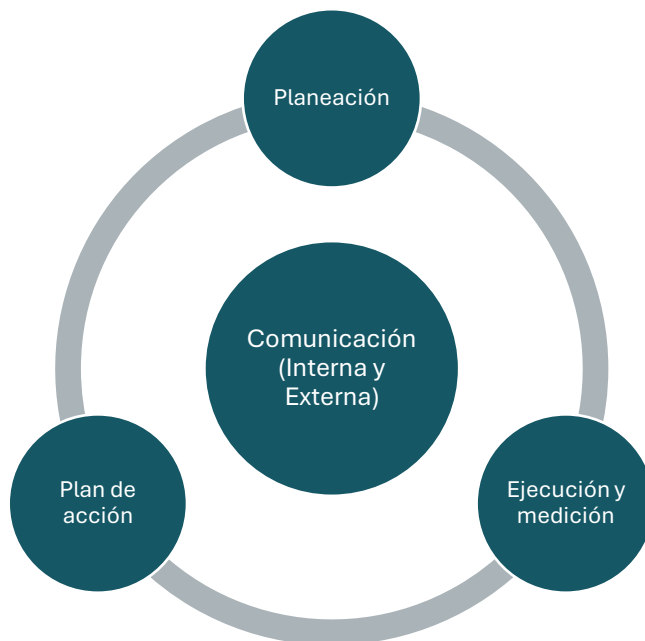 Planeación
Comunicación
(Interna y
Externa)
Plan de
acción
Ejecución y
medición